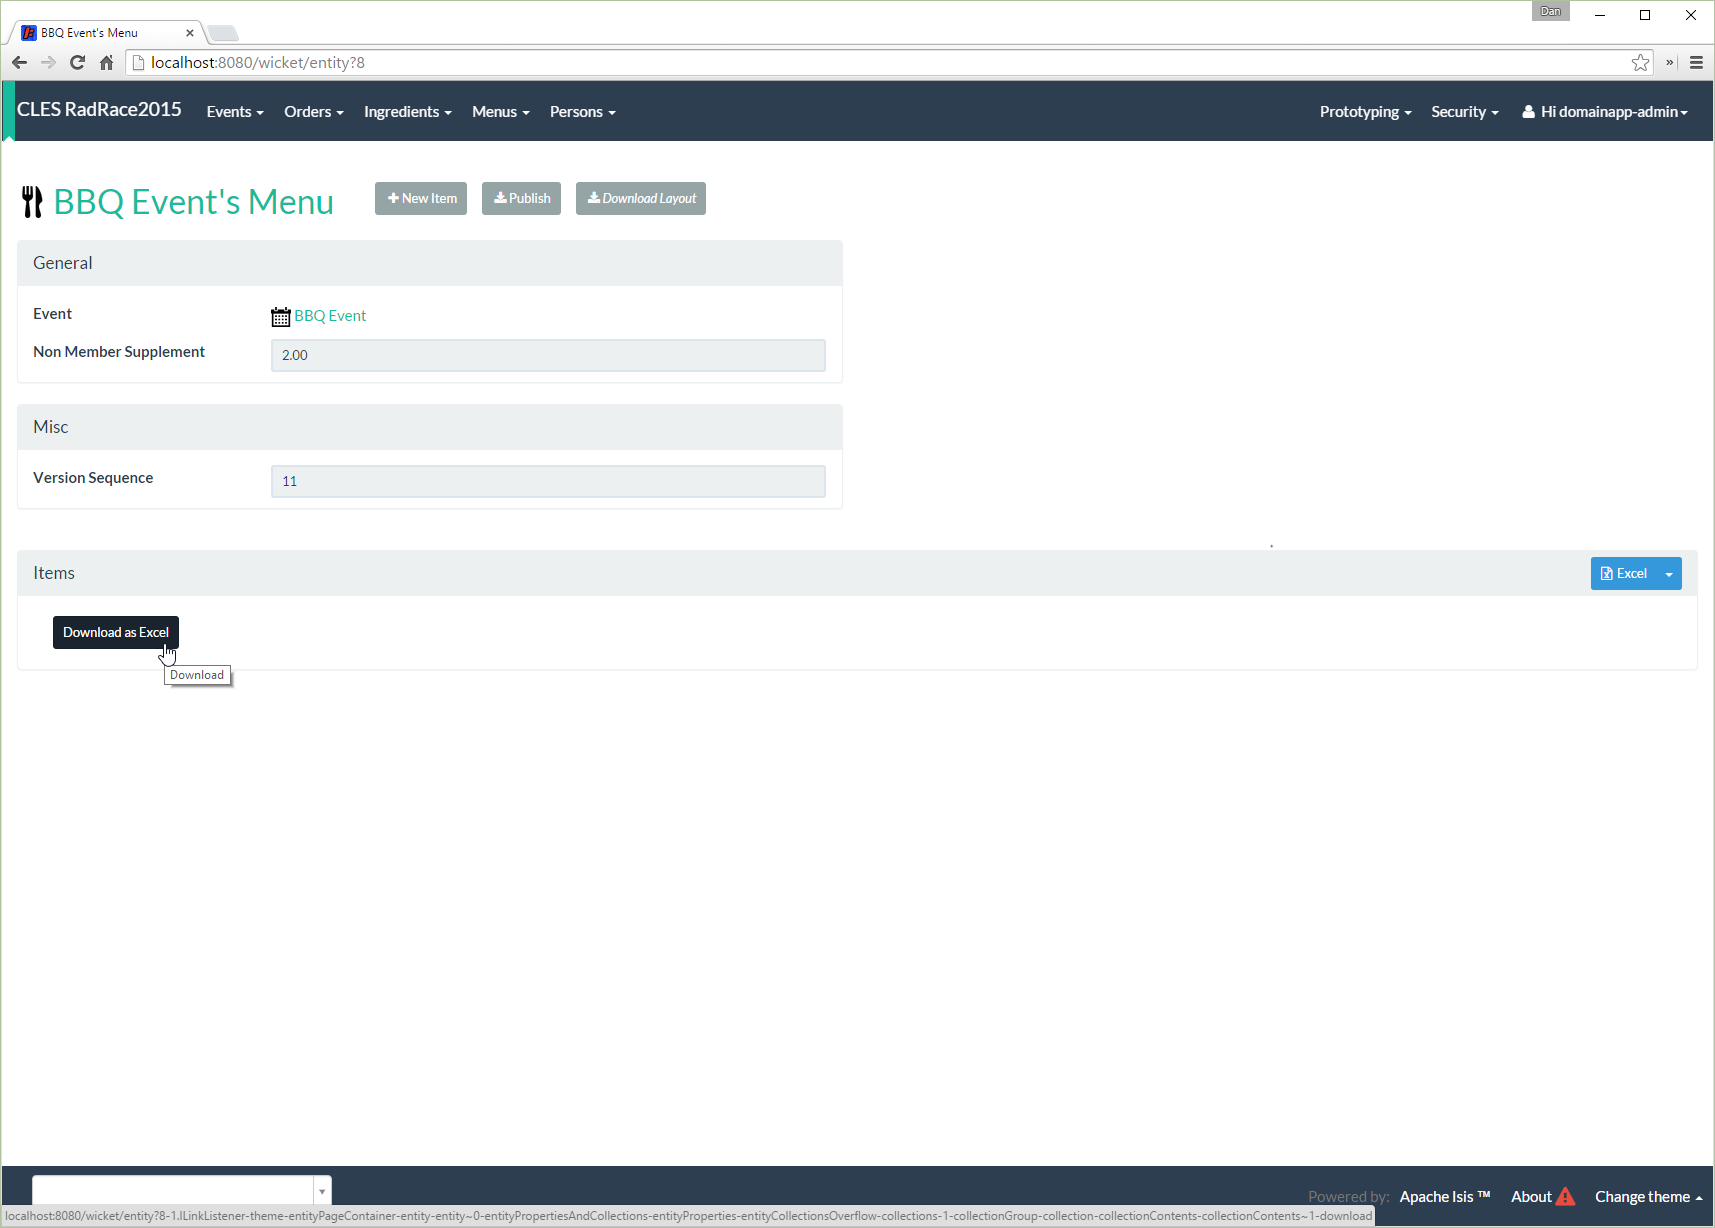 Dan
BBQ Event's Menu
localhost:8080/wicket/entity?8
CLES RadRace2015 Events Orders Ingredients Menus Persons Prototyping Security Hi domainapp-admin
BBQ Event's Menu New Item Publish Download Layout
General
Event BBQ Event
Non Member Supplement 2.00
Misc
Version Sequence 11
Items Excel
Download as Excel
Download
Powered by: Apache Isis ™ About Change theme
localhost:8080/wicket/entity?8-1.ILinkListener-theme-entityPageContainer-entity-entity~0-entityPropertiesAndCollections-entityProperties-entityCollectionsOverflow-collections-1-collectionGroup-collection-collectionContents-collectionContents~1-download